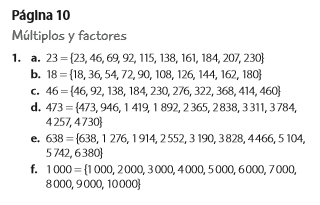 Página 10
Múltiplos y factores
1. a. 23 = {23, 46, 69, 92, 115, 138, 161, 184, 207, 230}
b. 18 = {18, 36, 54, 72, 90, 108, 126, 144, 162, 180}
c. 46 = {46, 92, 138, 184, 230, 276, 322, 368, 414, 460}
d. 473 = {473, 946, 1 419, 1 892, 2 365, 2 838, 3 311, 3 784,
4 257, 4 730}
e. 638 = {638, 1 276, 1 914, 2 552, 3 190, 3 828, 4 466, 5 104,
5 742, 6 380}
f. 1 000 = {1 000, 2 000, 3 000, 4 000, 5 000, 6 000, 7 000,
8 000, 9 000, 10 000}